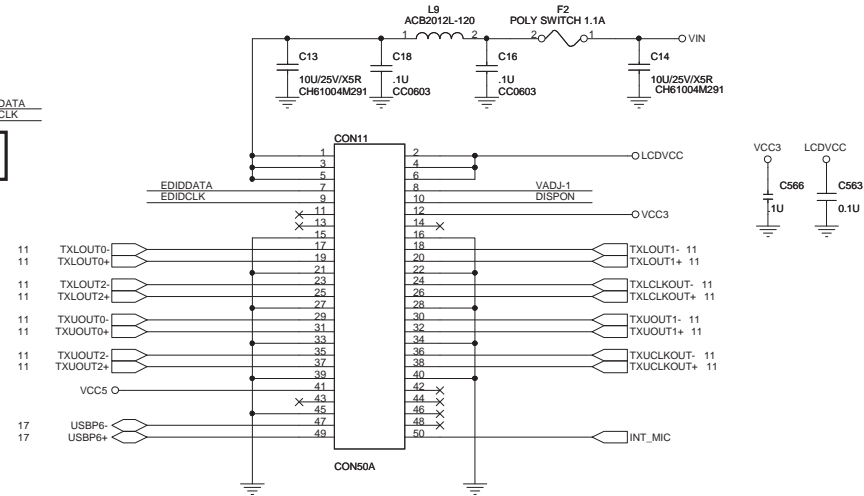 L9
ACB2012L-120
F2
POLY SWITCH 1.1A
1 2 2 1 VIN
C13
10U/25V/X5R
CH61004M291
C18
.1U
CC0603
C16
.1U
CC0603
C14
10U/25V/X5R
CH61004M291
DATA
CLK
CON11
1 2 LCDVCC
3 4
5 6
EDIDDATA 7 8 VADJ-1
EDIDCLK 9 10 DISPON
11 12 VCC3
13 14
15 16
11 TXLOUT0- 17 18 TXLOUT1- 11
11 TXLOUT0+ 19 20 TXLOUT1+ 11
21 22
11 TXLOUT2- 23 24 TXLCLKOUT- 11
11 TXLOUT2+ 25 26 TXLCLKOUT+ 11
27 28
11 TXUOUT0- 29 30 TXUOUT1- 11
11 TXUOUT0+ 31 32 TXUOUT1+ 11
33 34
11 TXUOUT2- 35 36 TXUCLKOUT- 11
11 TXUOUT2+ 37 38 TXUCLKOUT+ 11
39 40
VCC5 41 42
43 44
45 46
17 USBP6- 47 48
17 USBP6+ 49 50 INT_MIC
CON50A
VCC3 LCDVCC
C566
.1U
C563
0.1U